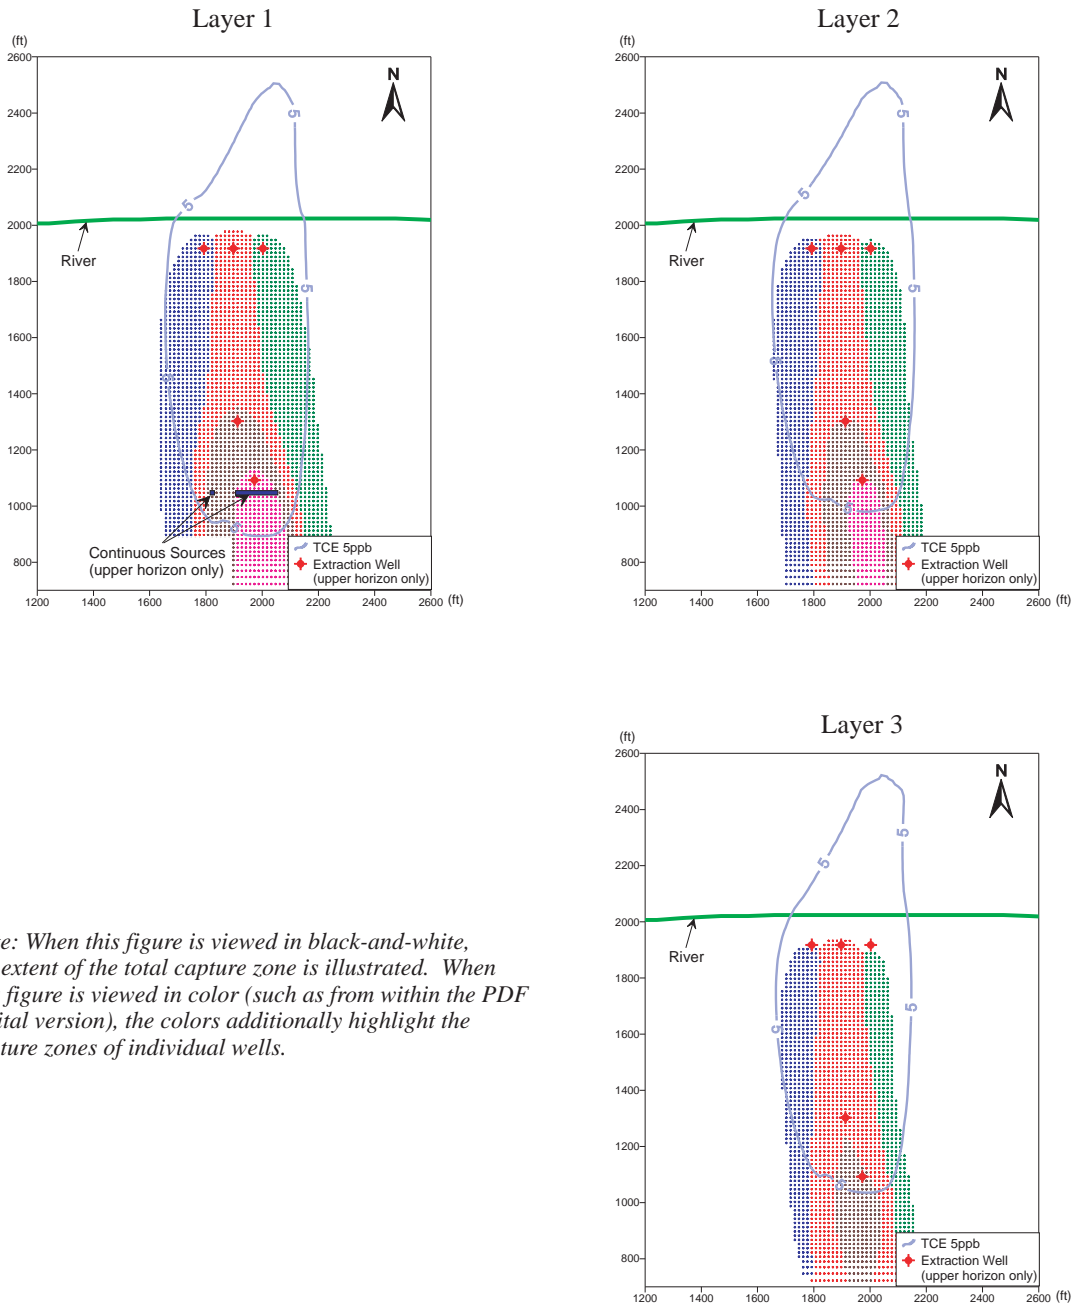 Layer 1
(ft)
2600
2400
2200
2000
1800
1600
1400
1200
1000
800
1200 1400 1600 1800 2000 2200 2400 2600 (ft)
N
5
5
5
5
5
River
Continuous Sources
(upper horizon only)
TCE 5ppb
Extraction Well
(upper horizon only)
Layer 2
(ft)
2600
2400
2200
2000
1800
1600
1400
1200
1000
800
1200 1400 1600 1800 2000 2200 2400 2600 (ft)
N
5
5
5
5
5
River
TCE 5ppb
Extraction Well
(upper horizon only)
Layer 3
(ft)
2600
2400
2200
2000
1800
1600
1400
1200
1000
800
1200 1400 1600 1800 2000 2200 2400 2600 (ft)
N
5
5
5
5
5
River
TCE 5ppb
Extraction Well
(upper horizon only)
e: When this figure is viewed in black-and-white,
extent of the total capture zone is illustrated. When
figure is viewed in color (such as from within the PDF
ital version), the colors additionally highlight the
ture zones of individual wells.